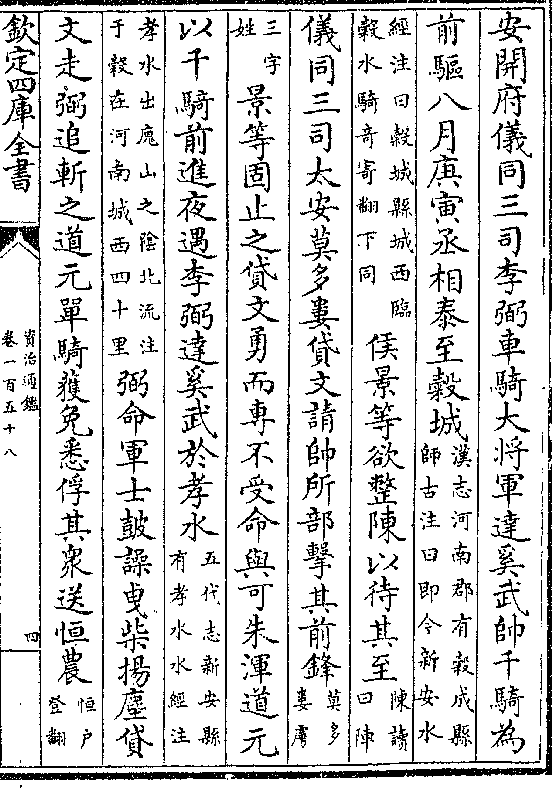 安開府儀同三司李弼車騎大將軍達奚武帥千騎為
前驅八月庚寅丞相泰至穀城漢志河南郡有穀成縣師古注曰即今新安水
經注曰穀城縣城西臨穀水騎奇寄翻下同侯景等欲整陳以待其至陳讀曰陣
儀同三司太安莫多婁貸文請帥所部擊其前鋒莫多婁虜
三字姓景等固止之貸文勇而専不受命與可朱渾道元
以千騎前進夜遇李弼達奚武於孝水五代志新安縣有孝水水經注
孝水出廆山之陰北流注于穀在河南城西四十里弼命軍士鼓譟曳柴揚塵貸
文走弼追斬之道元單騎獲免悉俘其衆送恒農恒户登翻
欽定四庫全書
資治通鑑
卷一百五十八
四